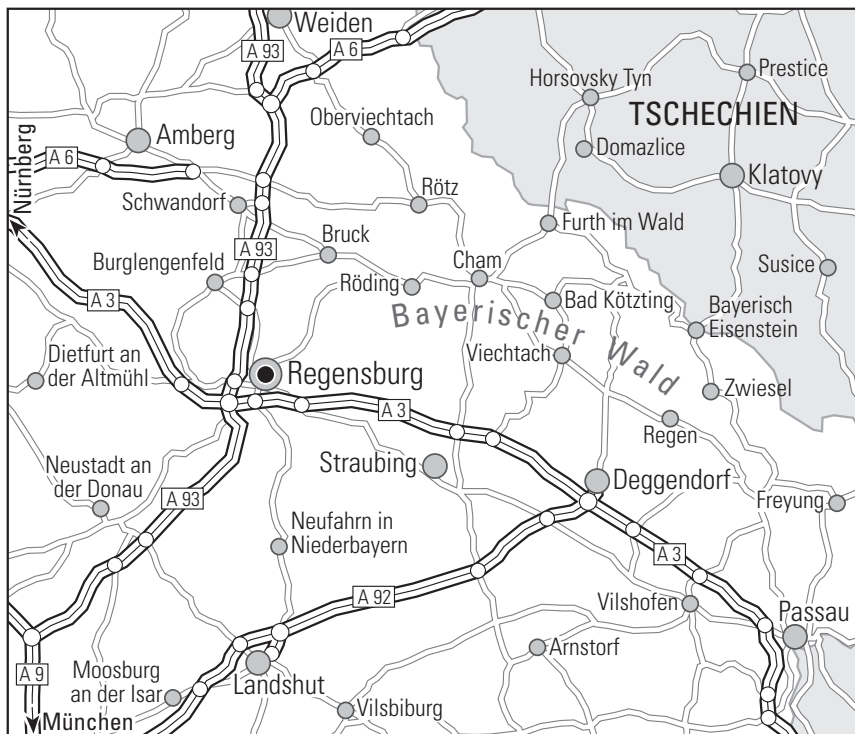 Weiden
A 93
A 6
Prestice
Horsovsky Tyn
Oberviechtach
TSCHECHIEN
Nürnberg
Amberg
Domazlice
A 6
Klatovy
Rötz
Schwandorf
Furth im Wald
Bruck
A 93
Cham
Burglengenfeld
Susice
Röding
A 3
Bad Kötzting
Bayerisch
Eisenstein
Bayerischer Wald
Viechtach
Dietfurt an
der Altmühl
Regensburg
Zwiesel
A 3
Regen
Straubing
Neustadt an
der Donau
Deggendorf
A 93
Freyung
Neufahrn in
Niederbayern
A 3
A 92
Vilshofen
Passau
Arnstorf
A 9
Moosburg
an der Isar
Landshut
Vilsbiburg
München